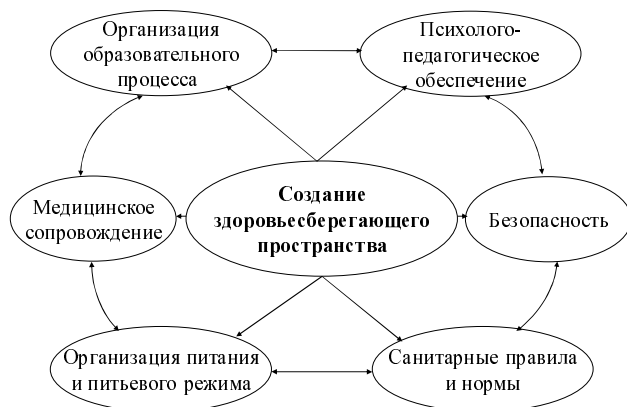 Организация
образовательного
процесса
Психолого-
педагогическое
обеспечение
Медицинское
сопровождение
Создание
здоровьесберегающего
пространства
Безопасность
Организация питания
и питьевого режима
Санитарные правила
и нормы